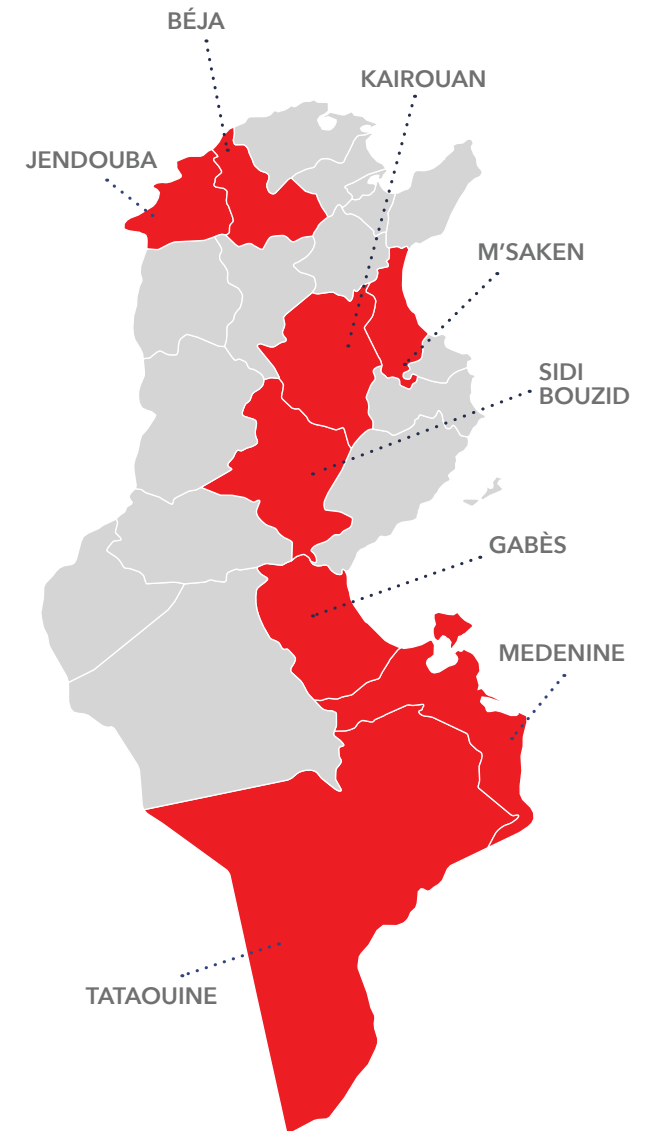 BÉJA
KAIROUAN
JENDOUBA
M'SAKEN
SIDI
BOUZID
GABÈS
MEDENINE
TATAOUINE